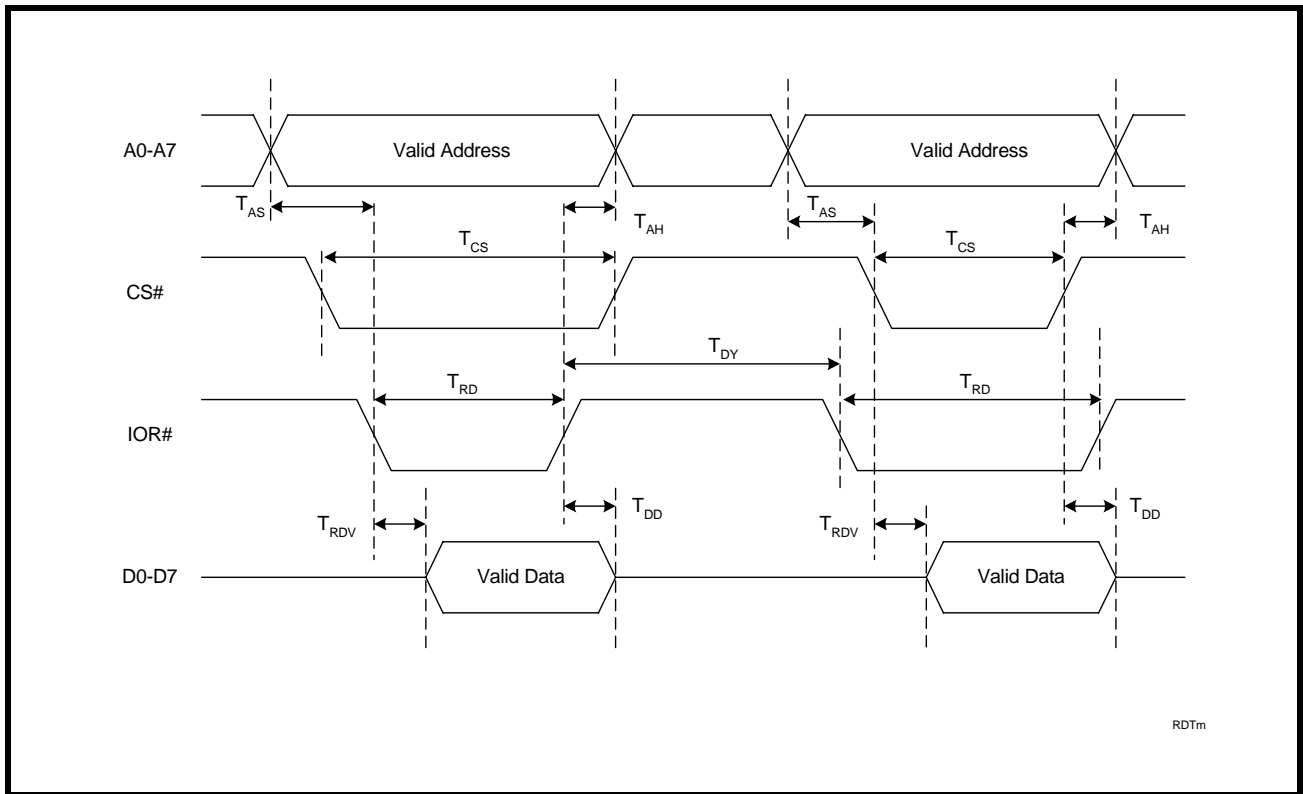 A0-A7
Valid Address
Valid Address
TAS
TAH
TAS
TAH
TCS
TCS
CS#
TDY
TRD
TRD
IOR#
TRDV
TDD
TRDV
TDD
D0-D7
Valid Data
Valid Data
RDTm